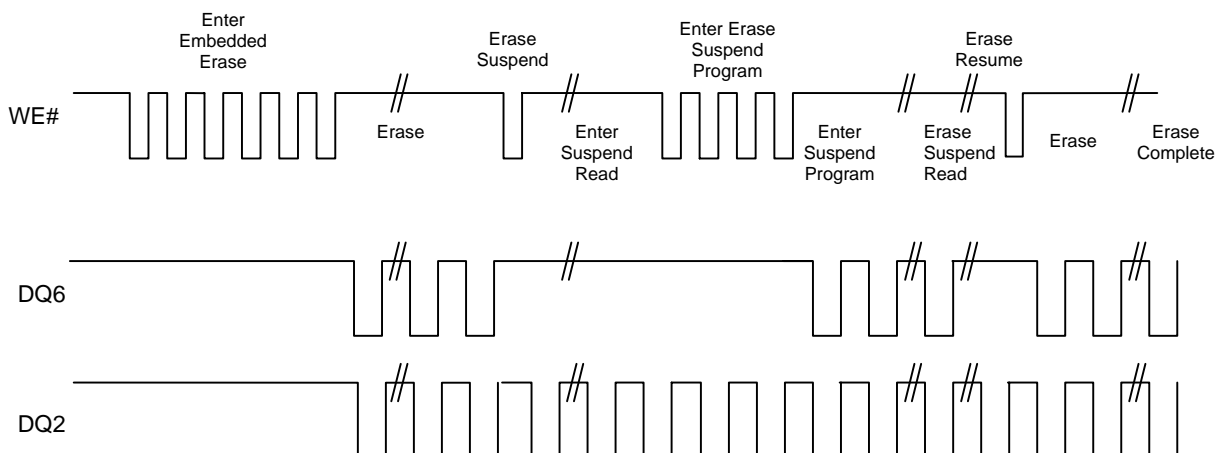 Enter
Embedded
Erase
Erase
Suspend
Enter Erase
Suspend
Program
Erase
Resume
WE#
Erase
Enter
Suspend
Read
Enter
Suspend
Program
Erase
Suspend
Read
Erase
Erase
Complete
DQ6
DQ2